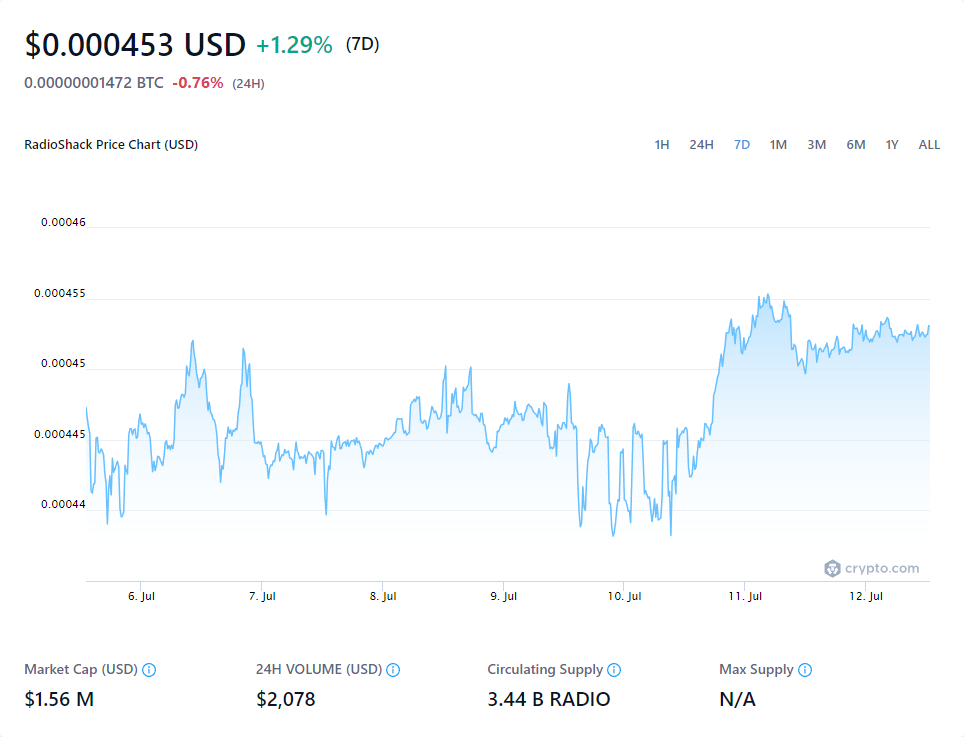 $0.000453 USD +1.29% (7D)
0.00000001472 BTC -0.76% (24H)
RadioShack Price Chart (USD) 1H 24H 7D 1M 3M 6M 1Y ALL
0.00046
0.000455
0.00045
0.000445
0.00044
crypto.com
6. Jul 7. Jul 8. Jul 9. Jul 10. Jul 11. Jul 12. Jul
Market Cap (USD) 24H VOLUME (USD) Circulating Supply Max Supply
$1.56 M $2,078 3.44 B RADIO N/A